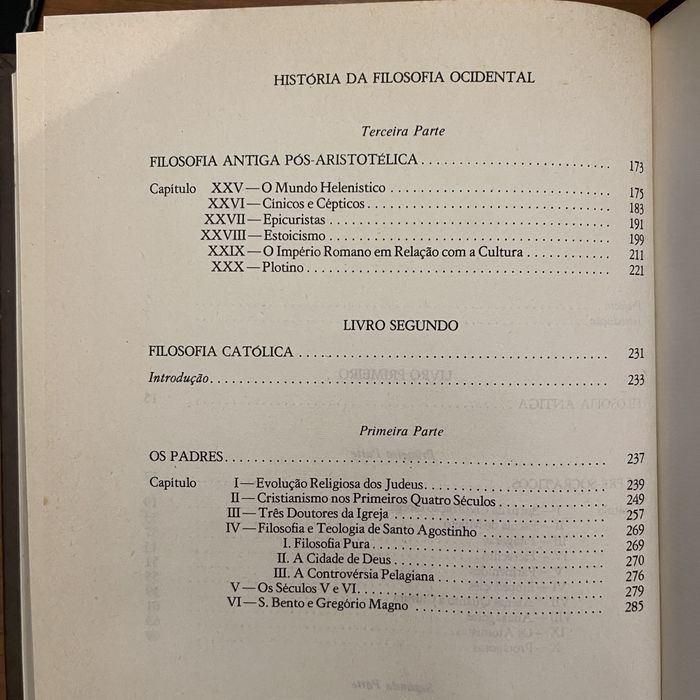 HISTÓRIA DA FILOSOFIA OCIDENTAL
Terceira Parte
FILOSOFIA ANTIGA PÓS-ARISTOTÉLICA 173
Capítulo XXV — O Mundo Helenístico 175
XXVI — Cínicos e Cépticos 183
XXVII — Epicuristas 191
XXVIII — Estoicismo 199
XXIX — O Império Romano em Relação com a Cultura 211
XXX — Plotino 221
LIVRO SEGUNDO
FILOSOFIA CATÓLICA 231
Introdução 233
Primeira Parte
OS PADRES 237
Capítulo I — Evolução Religiosa dos Judeus 239
II — Cristianismo nos Primeiros Quatro Séculos 249
III — Três Doutores da Igreja 257
IV — Filosofia e Teologia de Santo Agostinho 269
I. Filosofia Pura 269
II. A Cidade de Deus 270
III. A Controvérsia Pelagiana 276
V — Os Séculos V e VI 279
VI — S. Bento e Gregório Magno 285